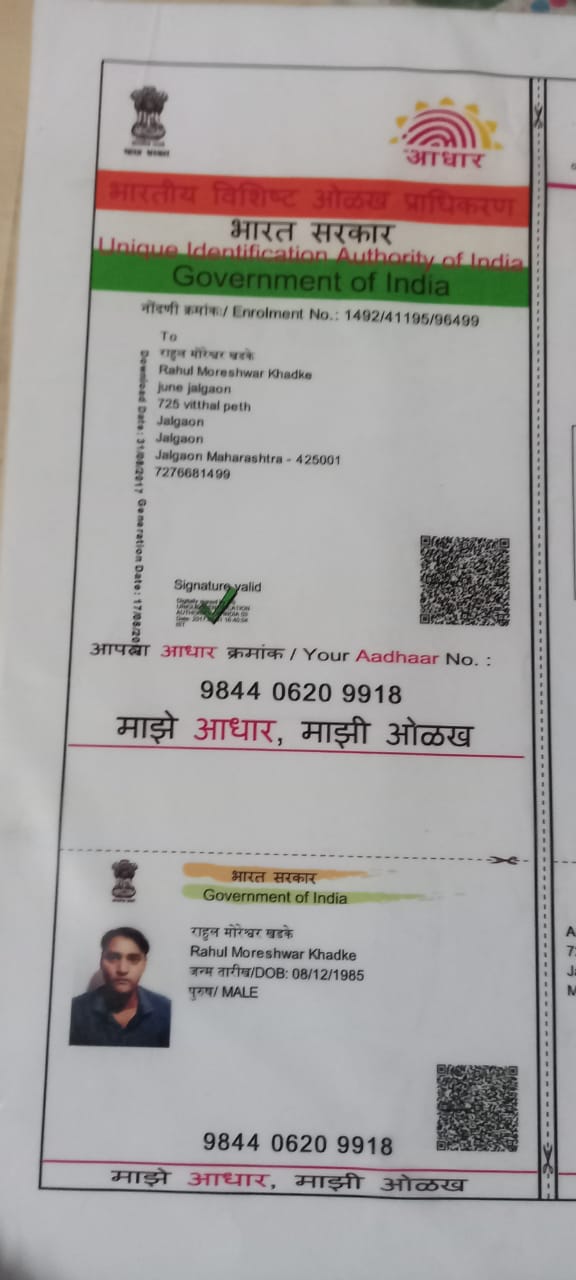 भारत सरकार
आधार
भारतीय विशिष्ट ओळख प्राधिकरण
भारत सरकार
Unique Identification Authority of India
Government of India
नोंदणी क्रमांक/ Enrolment No.: 1492/41195/96499
To
राहुल मोरेश्वर खडके
Rahul Moreshwar Khadke
june jalgaon
725 vitthal peth
Jalgaon
Jalgaon
Jalgaon Maharashtra - 425001
7276681499
Download Date: 31/08/2017 Generation Date: 17/08/20
Signature valid
आपला आधार क्रमांक / Your Aadhaar No. :
9844 0620 9918
माझे आधार, माझी ओळख
भारत सरकार
Government of India
राहुल मोरेश्वर खडके
Rahul Moreshwar Khadke
जन्म तारीख/DOB: 08/12/1985
पुरुष/ MALE
9844 0620 9918
माझे आधार, माझी ओळख